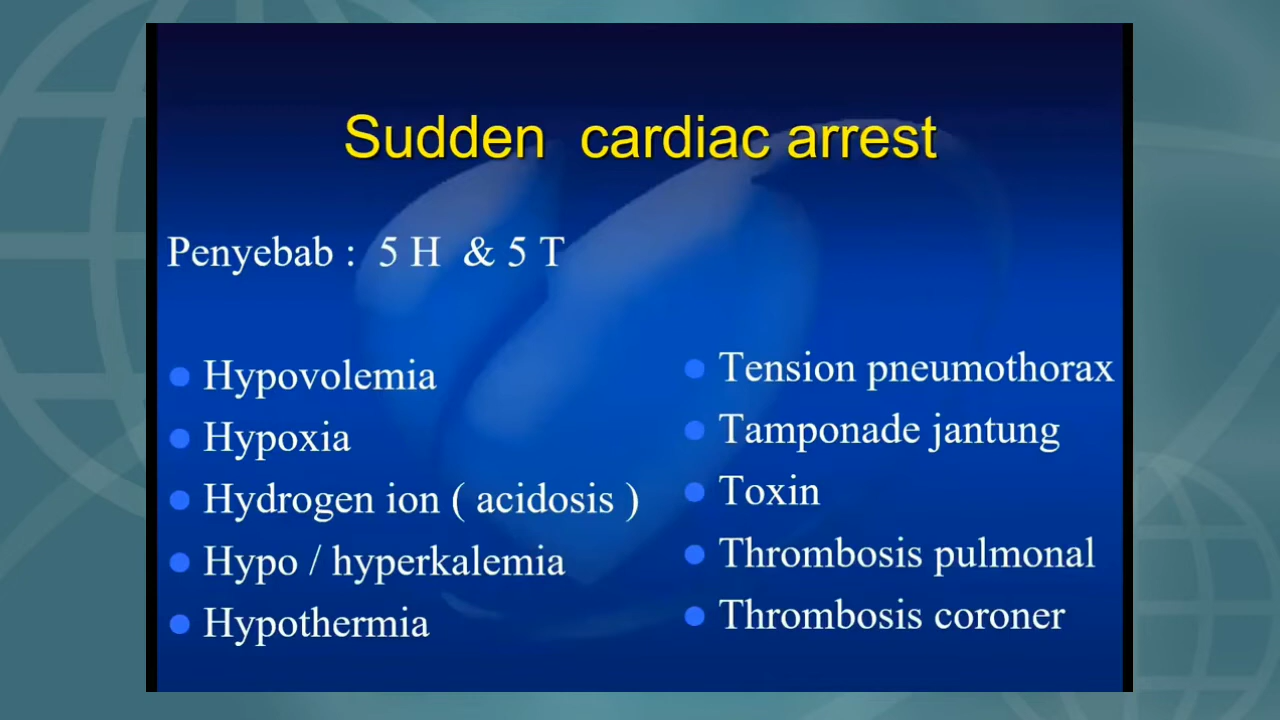 Sudden cardiac arrest
Penyebab : 5 H & 5 T
Hypovolemia
Hypoxia
Hydrogen ion ( acidosis )
Hypo / hyperkalemia
Hypothermia
Tension pneumothorax
Tamponade jantung
Toxin
Thrombosis pulmonal
Thrombosis coroner